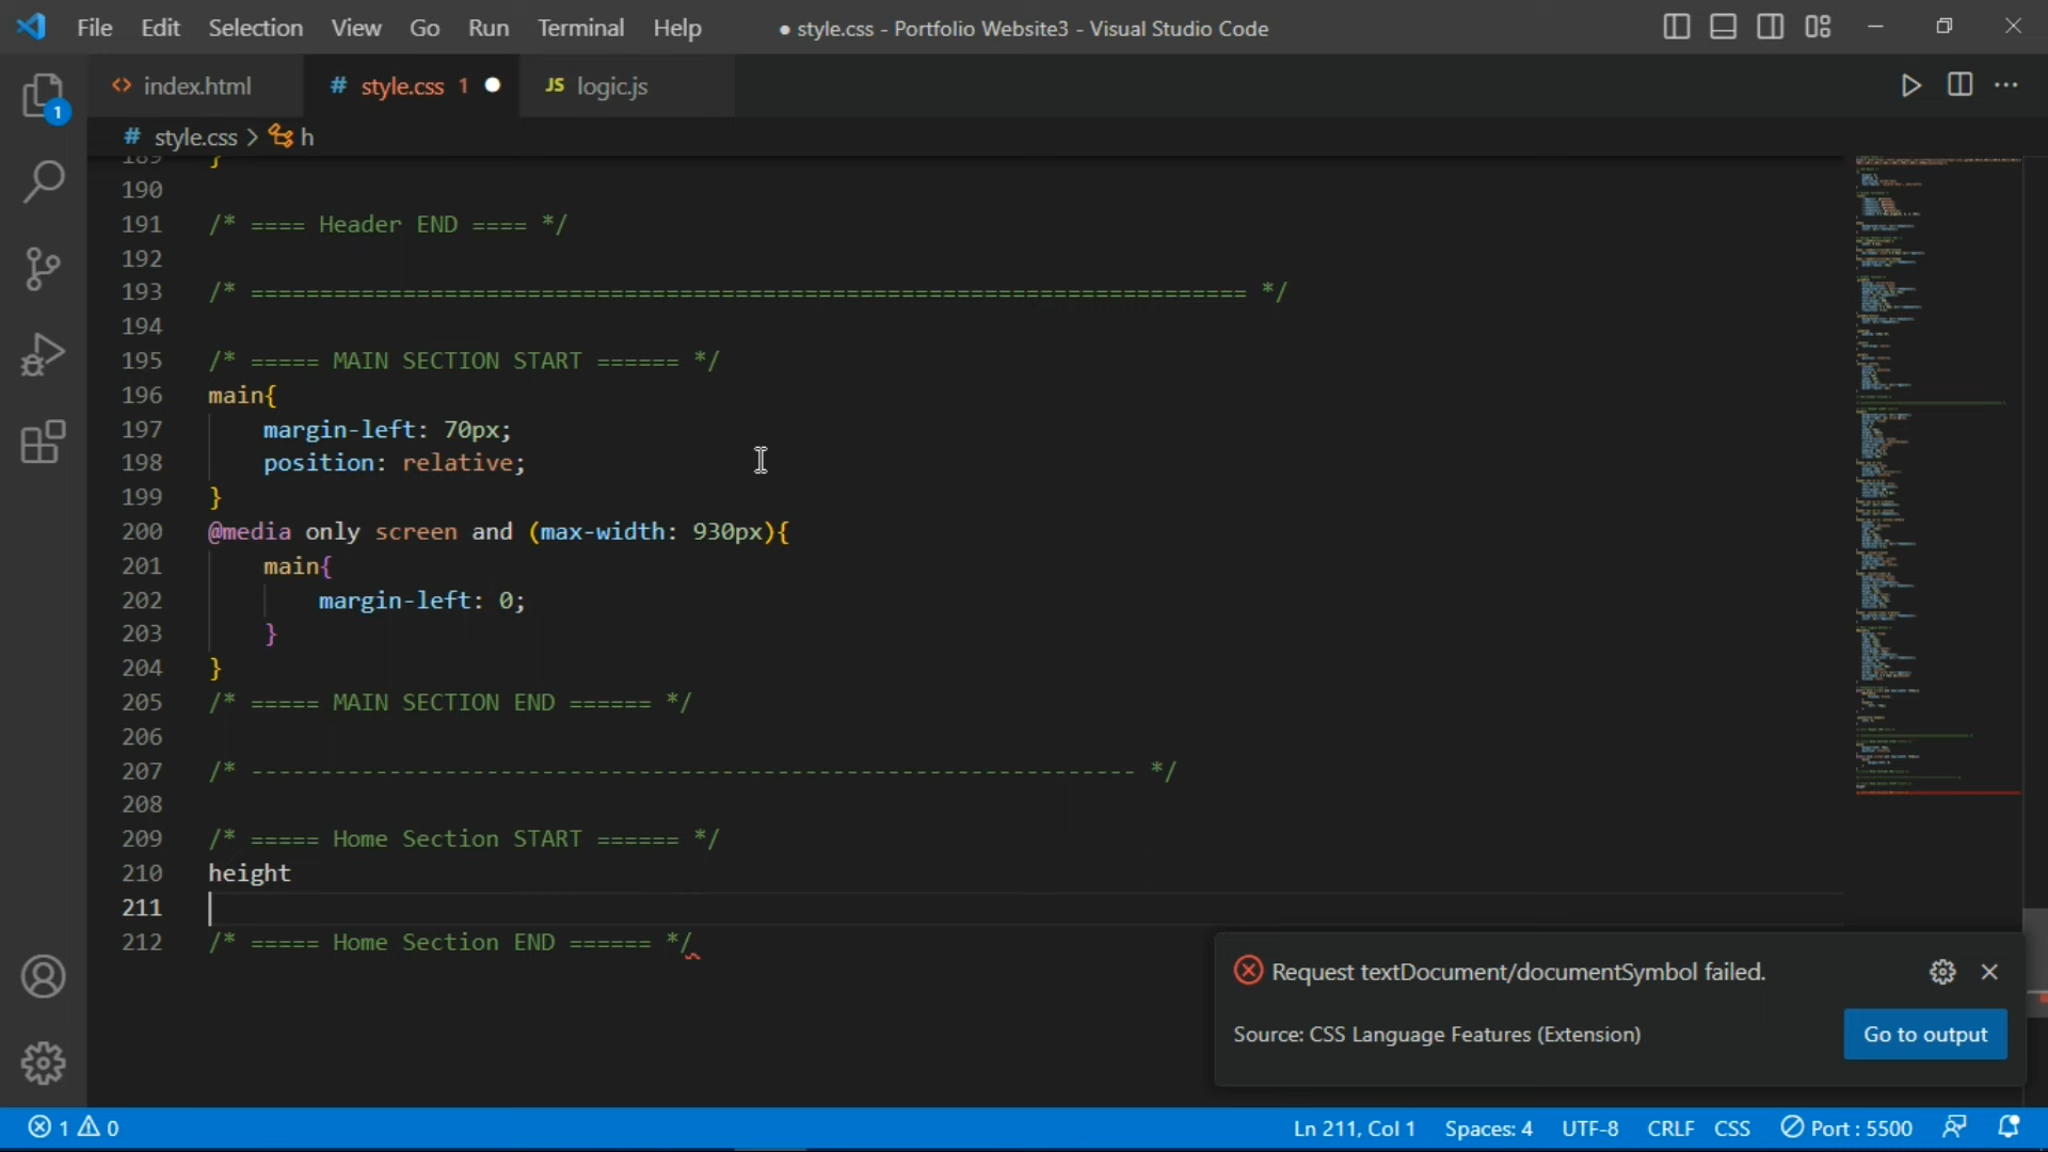 File Edit Selection View Go Run Terminal Help ● style.css - Portfolio Website3 - Visual Studio Code
<> index.html # style.css 1 ● JS logic.js
# style.css > h
189 }
190
191 /* ==== Header END ==== */
192
193 /* ======================================================================== */
194
195 /* ===== MAIN SECTION START ====== */
196 main{
197 margin-left: 70px;
198 position: relative;
199 }
200 @media only screen and (max-width: 930px){
201 main{
202 margin-left: 0;
203 }
204 }
205 /* ===== MAIN SECTION END ====== */
206
207 /* ---------------------------------------------------------------- */
208
209 /* ===== Home Section START ====== */
210 height
211
212 /* ===== Home Section END ====== */
1
Request textDocument/documentSymbol failed.
Source: CSS Language Features (Extension) Go to output
1 0 Ln 211, Col 1 Spaces: 4 UTF-8 CRLF CSS Port : 5500